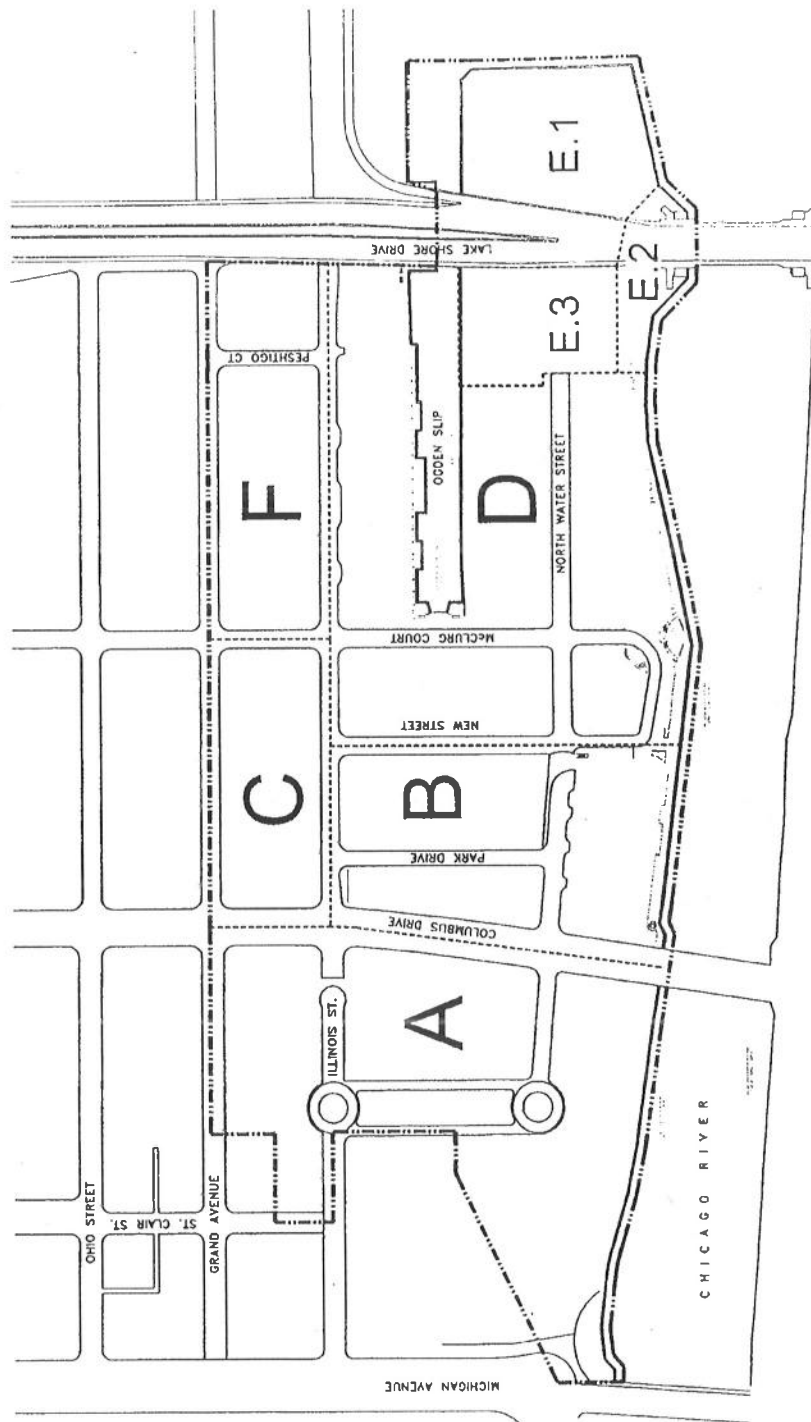 OHIO STREET
ST. CLAIR ST.
GRAND AVENUE
MICHIGAN AVENUE
ILLINOIS ST.
A
COLUMBUS DRIVE
C
B
PARK DRIVE
NEW STREET
McCLURG COURT
F
PESHTIGO CT
D
OGDEN SLIP
NORTH WATER STREET
LAKE SHORE DRIVE
E.3
E.2
E.1
CHICAGO RIVER